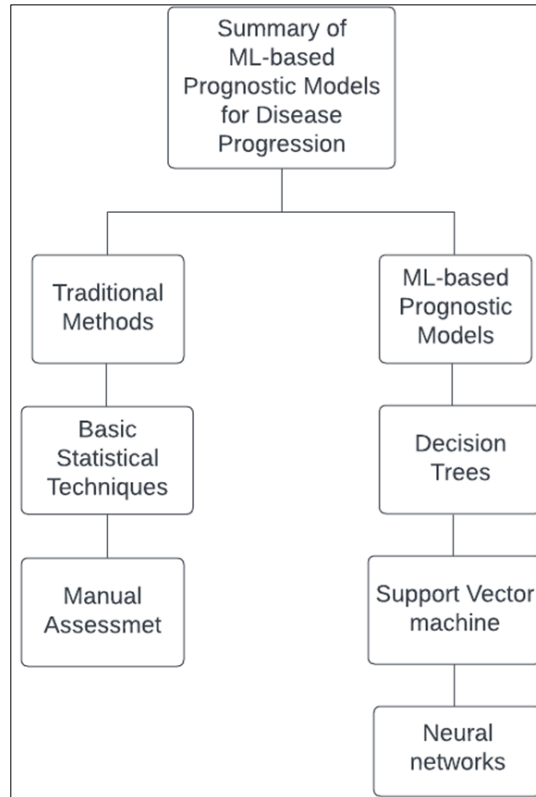 Summary of
ML-based
Prognostic Models
for Disease
Progression
Traditional
Methods
ML-based
Prognostic
Models
Basic
Statistical
Techniques
Decision
Trees
Manual
Assessmet
Support Vector
machine
Neural
networks